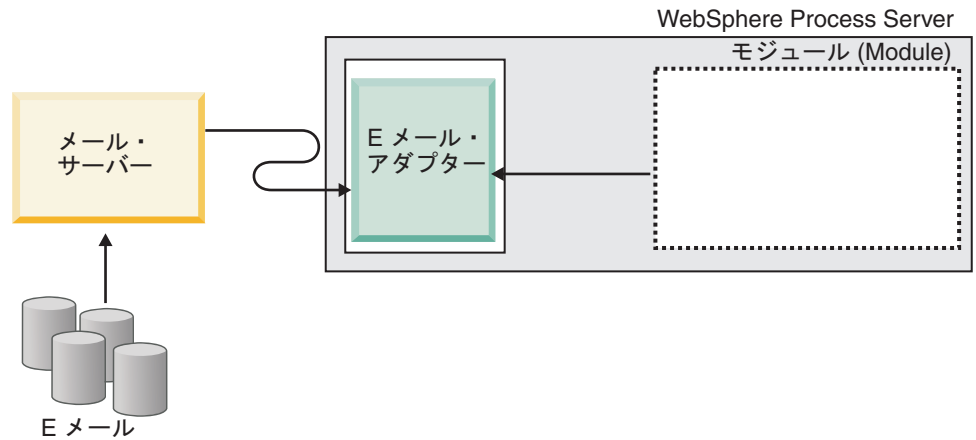 WebSphere Process Server
モジュール (Module)
メール・
サーバー
E メール・
アダプター
E メール